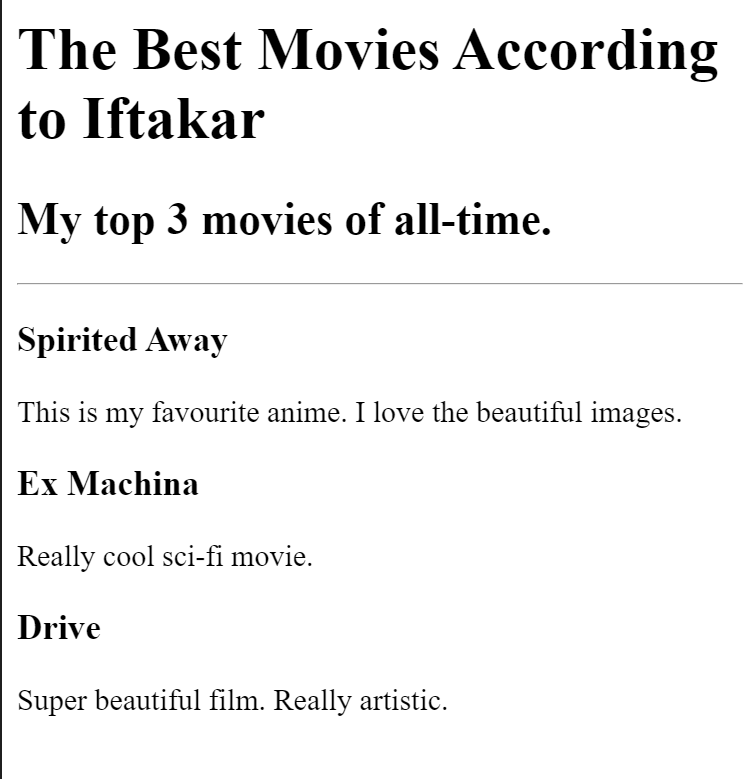 The Best Movies According
to Iftakar
My top 3 movies of all-time.
Spirited Away
This is my favourite anime. I love the beautiful images.
Ex Machina
Really cool sci-fi movie.
Drive
Super beautiful film. Really artistic.